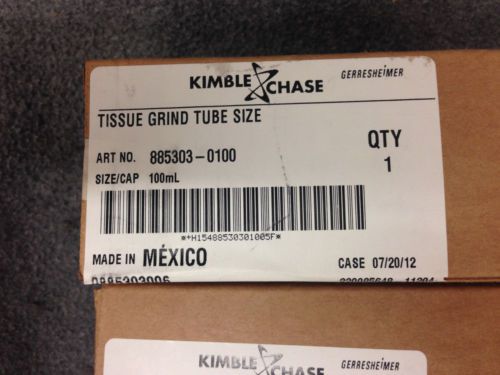 KIMBLE CHASE GERRESHEIMER
TISSUE GRIND TUBE SIZE
QTY
1
ART NO. 885303-0100
SIZE/CAP 100mL
*+H15488530301005F*
MADE IN MÉXICO
CASE 07/20/12
KIMBLE CHASE GERRESHEIMER